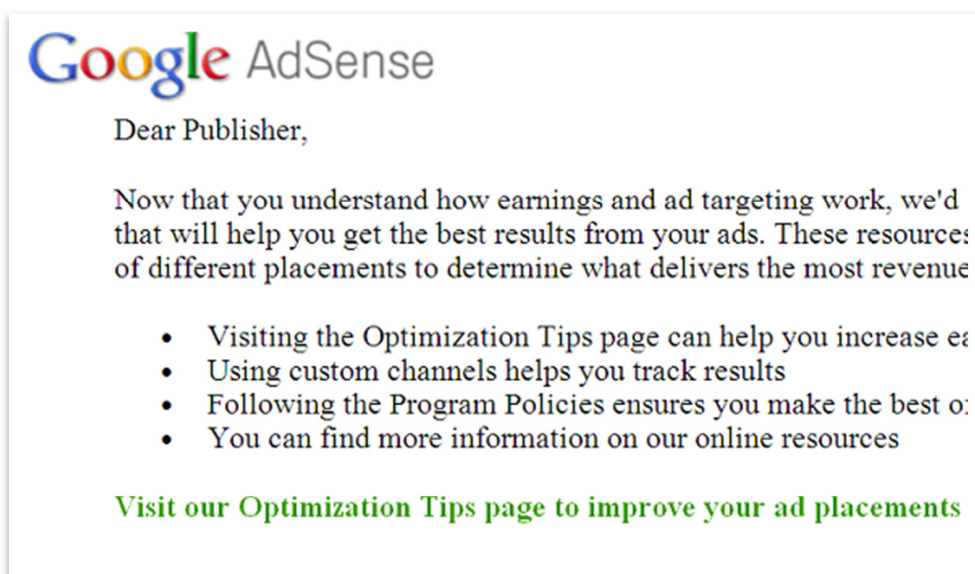 Google AdSense
Dear Publisher,
Now that you understand how earnings and ad targeting work, we'd
that will help you get the best results from your ads. These resources
of different placements to determine what delivers the most revenue
• Visiting the Optimization Tips page can help you increase ea
• Using custom channels helps you track results
• Following the Program Policies ensures you make the best of
• You can find more information on our online resources
Visit our Optimization Tips page to improve your ad placements